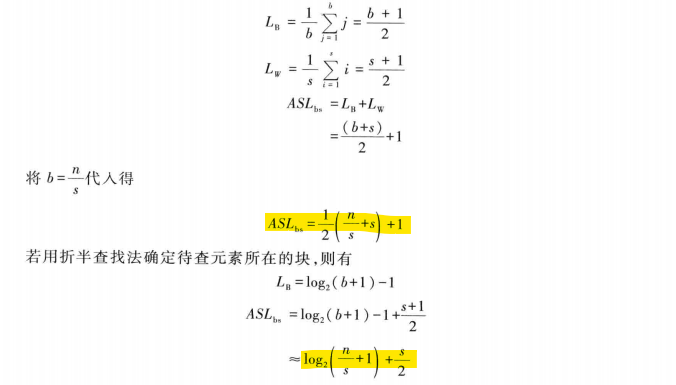 L_B = \frac{1}{b} \sum_{j=1}^{b} j = \frac{b+1}{2}
L_W = \frac{1}{s} \sum_{i=1}^{s} i = \frac{s+1}{2}
ASL_{bs} = L_B + L_W
= \frac{(b+s)}{2} + 1
将 b = \frac{n}{s} 代入得
ASL_{bs} = \frac{1}{2} \left( \frac{n}{s} + s \right) + 1
若用折半查找法确定待查元素所在的块,则有
L_B = \log_2(b+1) - 1
ASL_{bs} = \log_2(b+1) - 1 + \frac{s+1}{2}
≈ \log_2 \left( \frac{n}{s} + 1 \right) + \frac{s}{2}